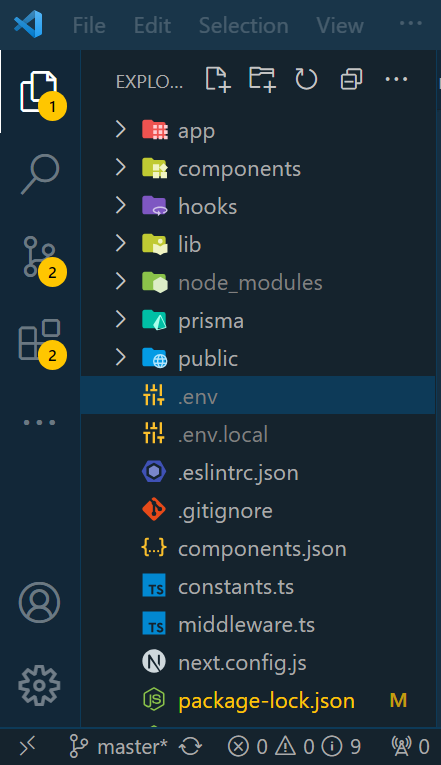 File Edit Selection View ...
EXPLO... ...
1
app
components
hooks
lib
2
node_modules
prisma
2
public
.env
.env.local
.eslintrc.json
.gitignore
{..} components.json
TS constants.ts
TS middleware.ts
N next.config.js
JS package-lock.json M
master* 0 0 9 0